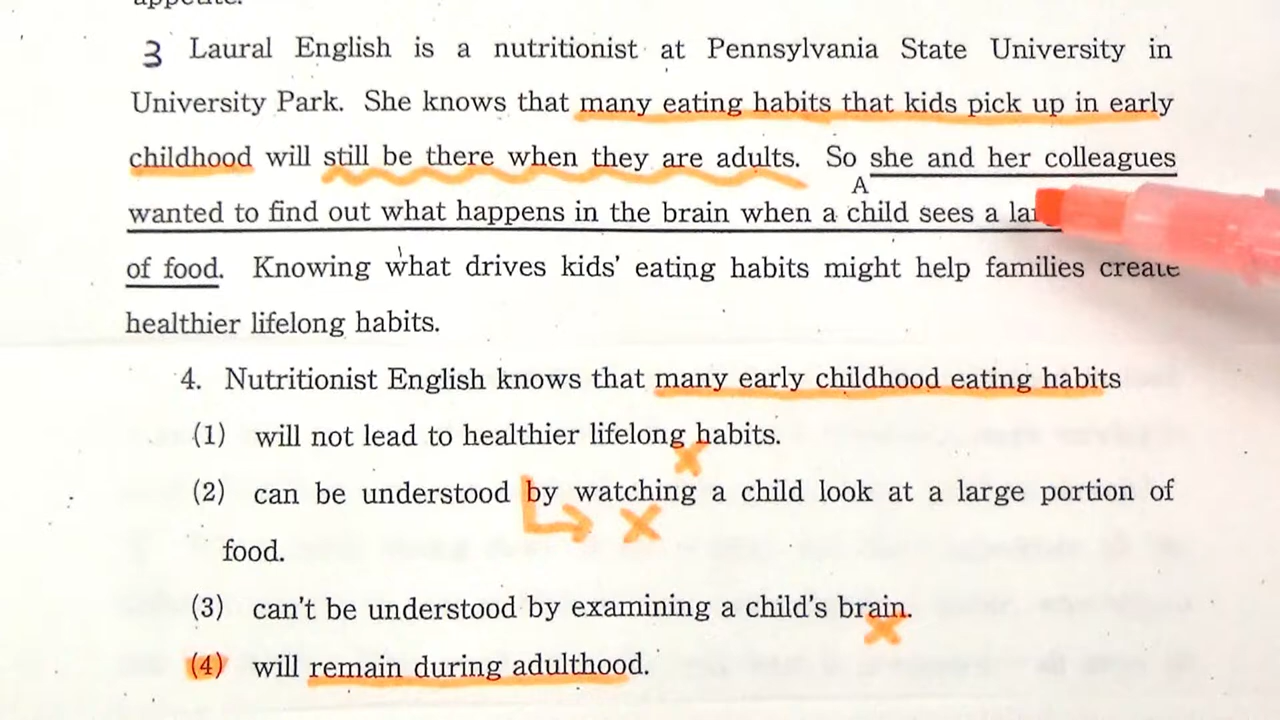 appetite.
3 Laural English is a nutritionist at Pennsylvania State University in
University Park. She knows that many eating habits that kids pick up in early
childhood will still be there when they are adults. So she and her colleagues
A
wanted to find out what happens in the brain when a child sees a
of food. Knowing what drives kids' eating habits might help families create
healthier lifelong habits.
4. Nutritionist English knows that many early childhood eating habits
(1) will not lead to healthier lifelong habits.
(2) can be understood by watching a child look at a large portion of
food.
(3) can't be understood by examining a child's brain.
(4) will remain during adulthood.